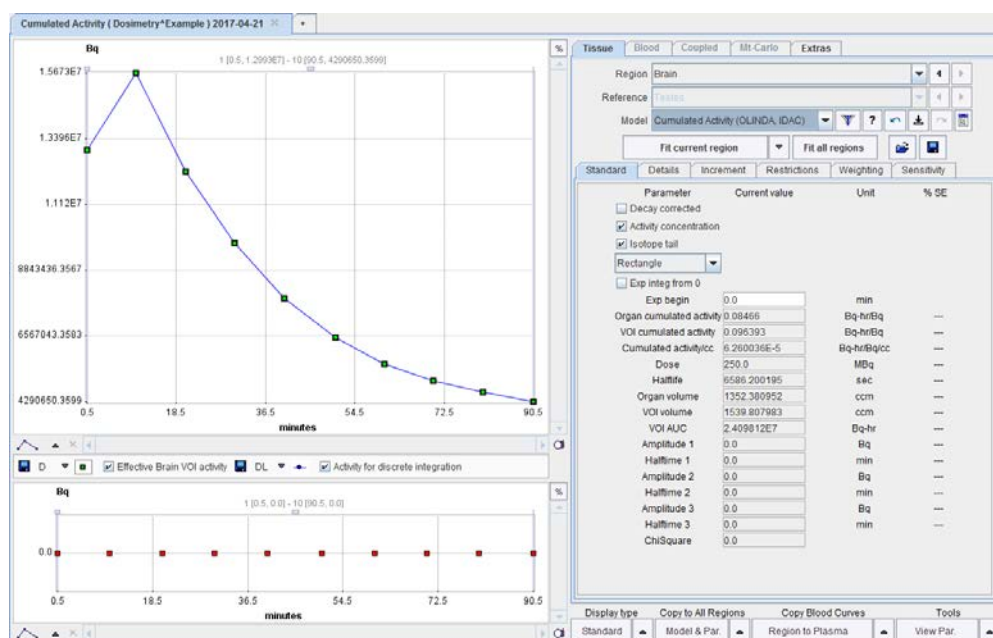 Cumulated Activity ( Dosimetry*Example ) 2017-04-21
Bq
%
1 [0.5, 1.2993E7] - 10 [90.5, 4290650.3599]
1.5673E7
1.3396E7
1.112E7
8843436.3567
6567043.3583
4290650.3599
0.5 18.5 36.5 54.5 72.5 90.5
minutes
D Effective Brain VOI activity DL Activity for discrete integration
Bq
%
1 [0.5, 0.0] - 10 [90.5, 0.0]
0.0
0.5 18.5 36.5 54.5 72.5 90.5
minutes
Tissue Blood Coupled Mt-Carlo Extras
Region Brain
Reference Testes
Model Cumulated Activity (OLINDA, IDAC) ?
Fit current region Fit all regions
Standard Details Increment Restrictions Weighting Sensitivity
Parameter Current value Unit % SE
Decay corrected
Activity concentration
Isotope tail
Rectangle
Exp integ from 0
Exp begin 0.0 min
Organ cumulated activity 0.08466 Bq-hr/Bq ---
VOI cumulated activity 0.096393 Bq-hr/Bq ---
Cumulated activity/cc 6.260036E-5 Bq-hr/Bq/cc ---
Dose 250.0 MBq ---
Halflife 6586.200195 sec ---
Organ volume 1352.380952 ccm ---
VOI volume 1539.807983 ccm ---
VOI AUC 2.409812E7 Bq-hr ---
Amplitude 1 0.0 Bq ---
Halftime 1 0.0 min ---
Amplitude 2 0.0 Bq ---
Halftime 2 0.0 min ---
Amplitude 3 0.0 Bq ---
Halftime 3 0.0 min ---
ChiSquare 0.0
Display type Copy to All Regions Copy Blood Curves Tools
Standard Model & Par. Region to Plasma View Par.